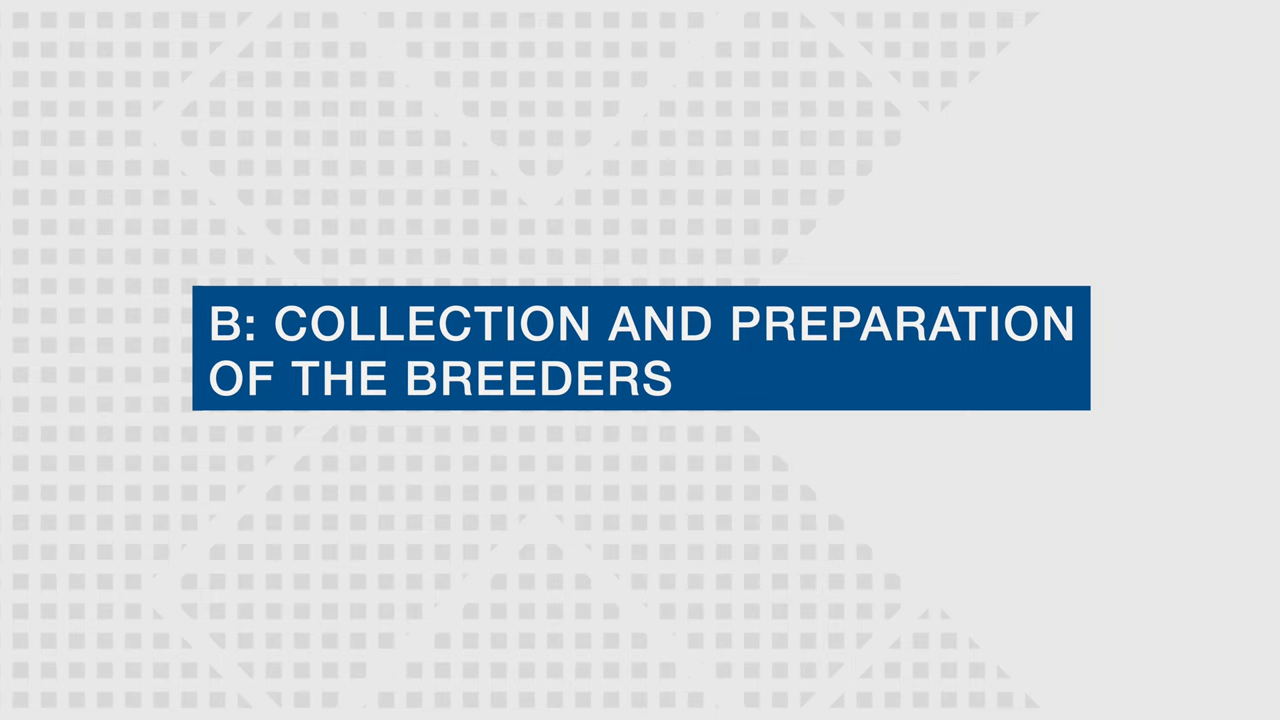 B: COLLECTION AND PREPARATION
OF THE BREEDERS